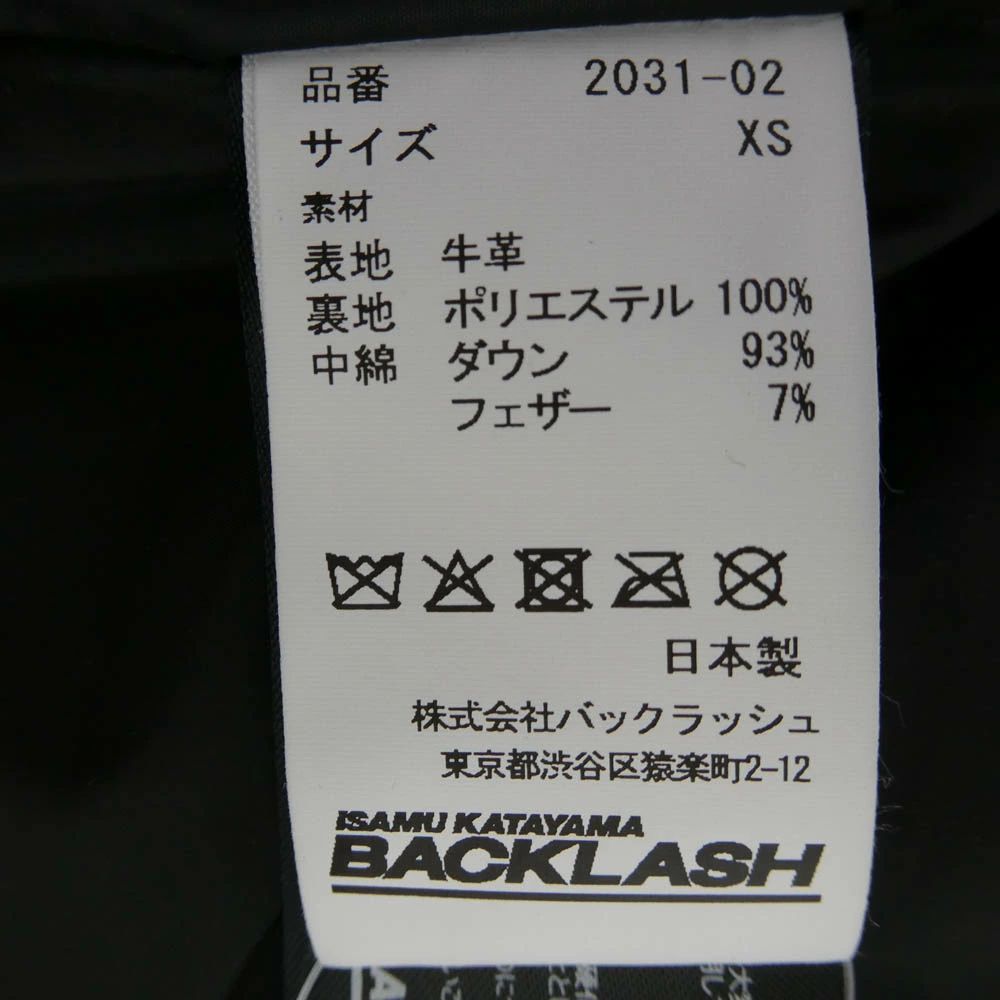 品番 2031-02
サイズ XS
素材
表地 牛革
裏地 ポリエステル 100%
中綿 ダウン 93%
フェザー 7%
日本製
株式会社バックラッシュ
東京都渋谷区猿楽町2-12
ISAMU KATAYAMA
BACKLASH